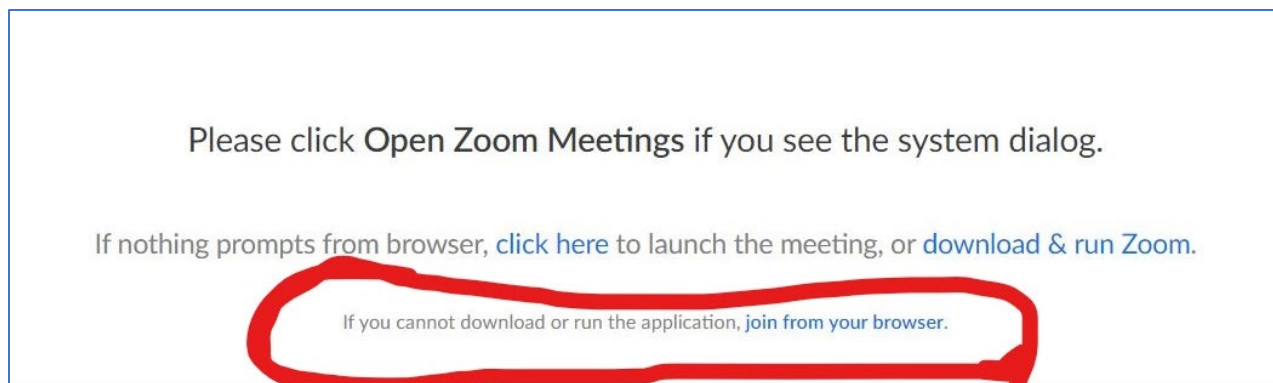 Please click Open Zoom Meetings if you see the system dialog.
If nothing prompts from browser, click here to launch the meeting, or download & run Zoom.
If you cannot download or run the application, join from your browser.